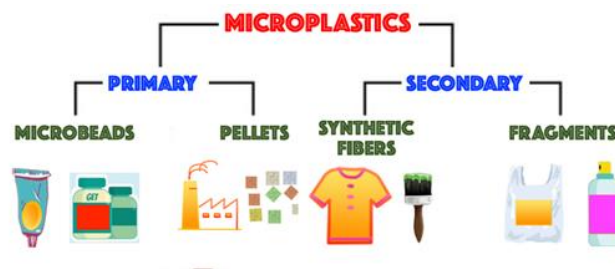 MICROPLASTICS
PRIMARY
SECONDARY
MICROBEADS
PELLETS
SYNTHETIC
FIBERS
FRAGMENTS
GET